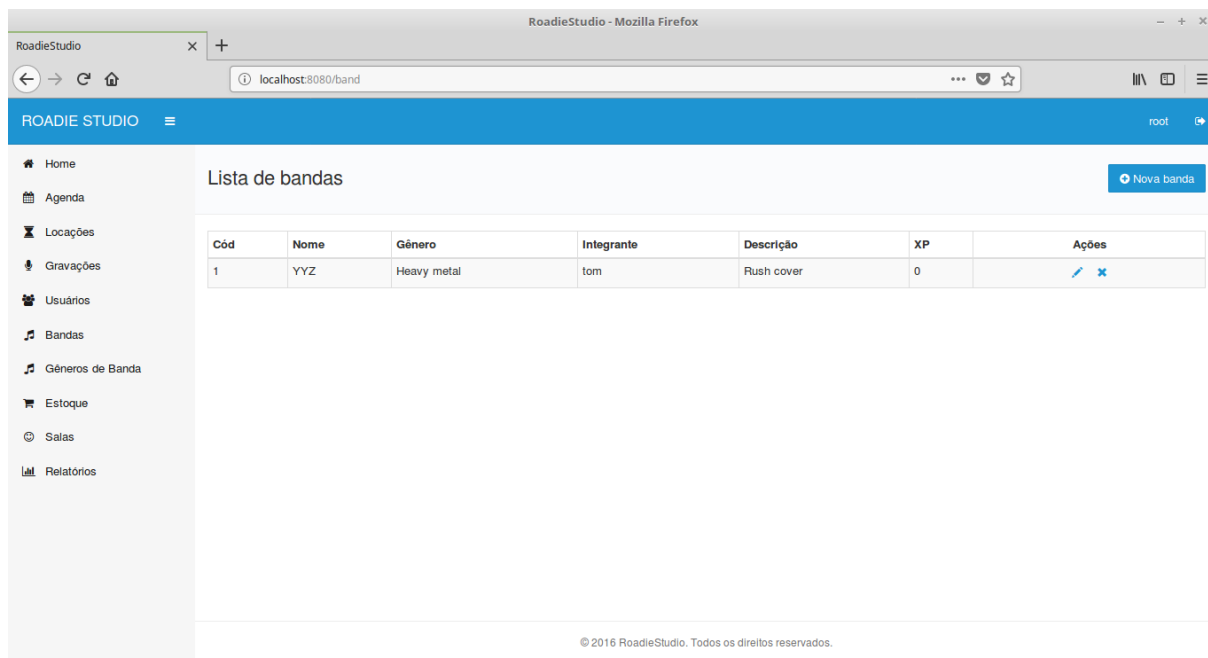 RoadieStudio - Mozilla Firefox
RoadieStudio
localhost:8080/band
ROADIE STUDIO
root
Home
Agenda
Locações
Gravações
Usuários
Bandas
Gêneros de Banda
Estoque
Salas
Relatórios
Lista de bandas
Nova banda
Cód Nome Gênero Integrante Descrição XP Ações
1 YYZ Heavy metal tom Rush cover 0
© 2016 RoadieStudio. Todos os direitos reservados.